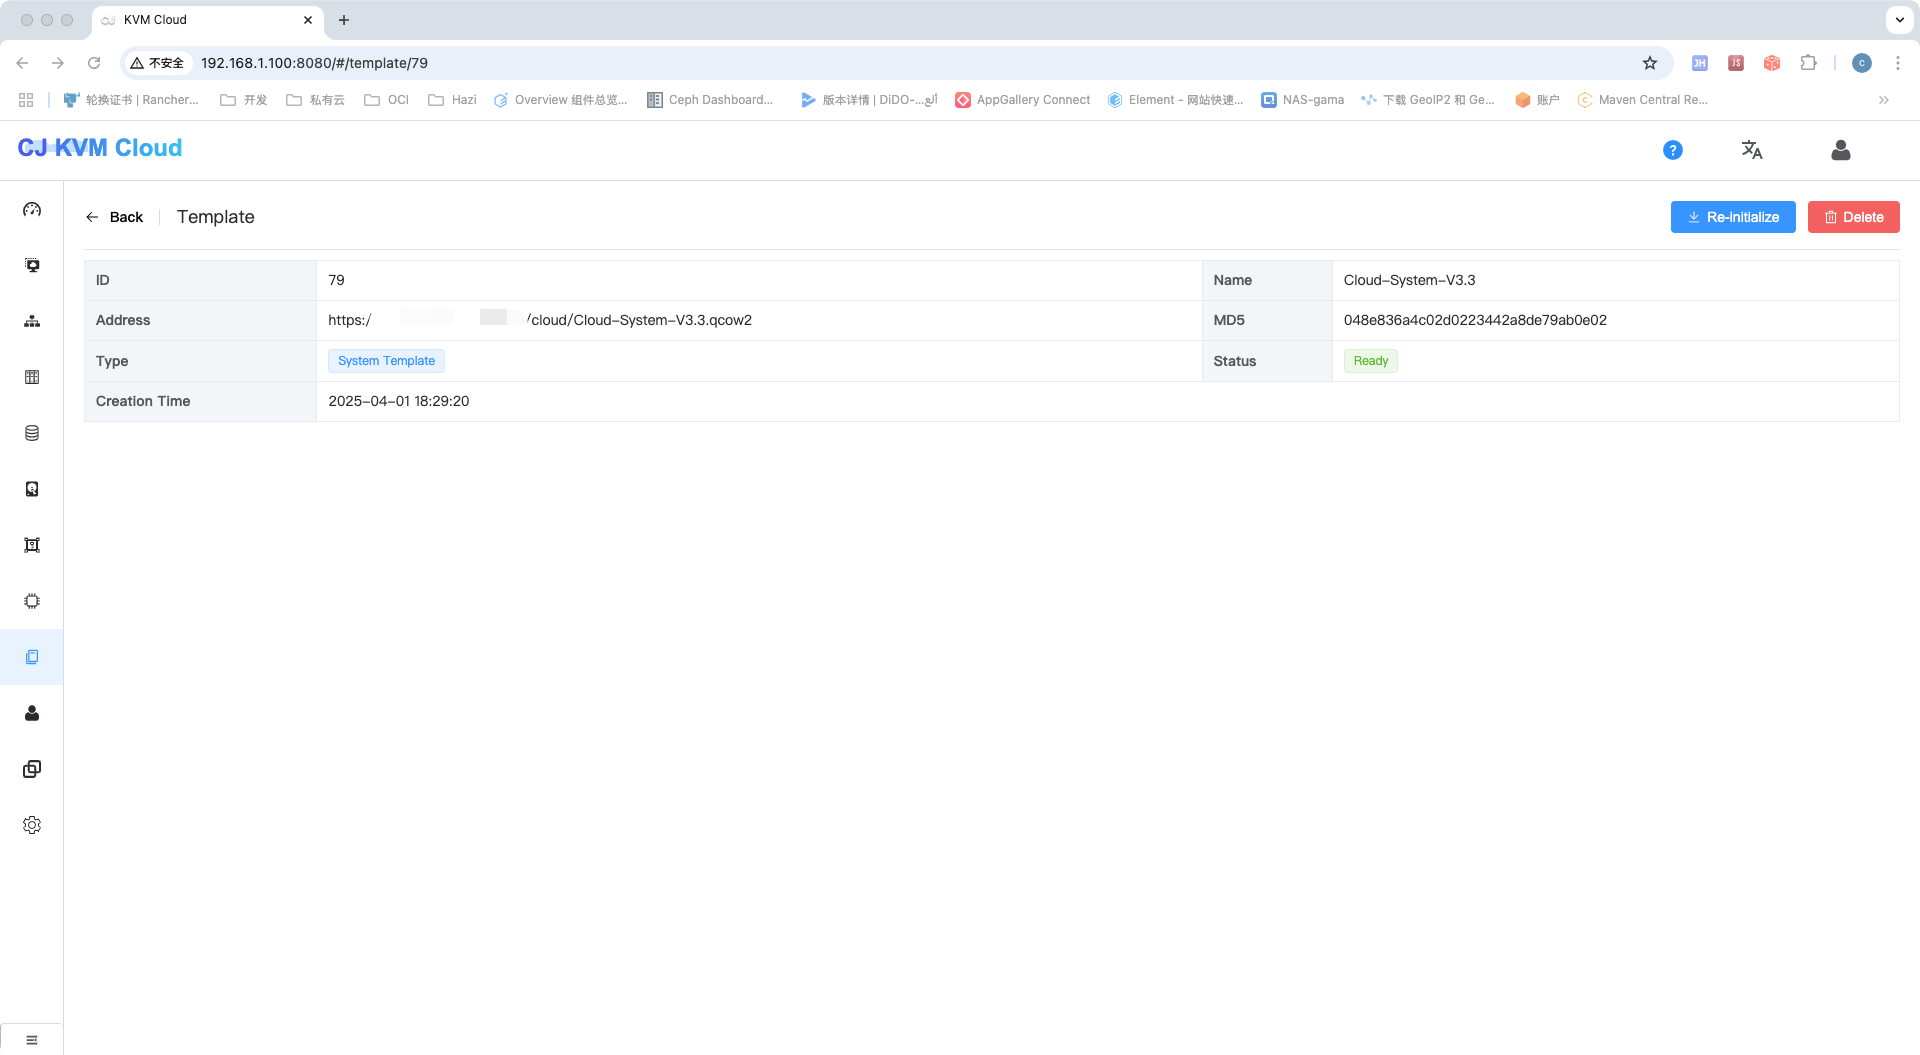 KVM Cloud
不安全 192.168.1.100:8080/#/template/79
轮换证书 | Rancher... 开发 私有云 OCI Hazi Overview 组件总览... Ceph Dashboard... 版本详情 | DiDO-... AppGallery Connect Element - 网站快速... NAS-gama 下载 GeoIP2 和 Ge... 账户 Maven Central Re...
CJ KVM Cloud
Back Template Re-initialize Delete
ID 79 Name Cloud-System-V3.3
Address https:/ /cloud/Cloud-System-V3.3.qcow2 MD5 048e836a4c02d0223442a8de79ab0e02
Type System Template Status Ready
Creation Time 2025-04-01 18:29:20